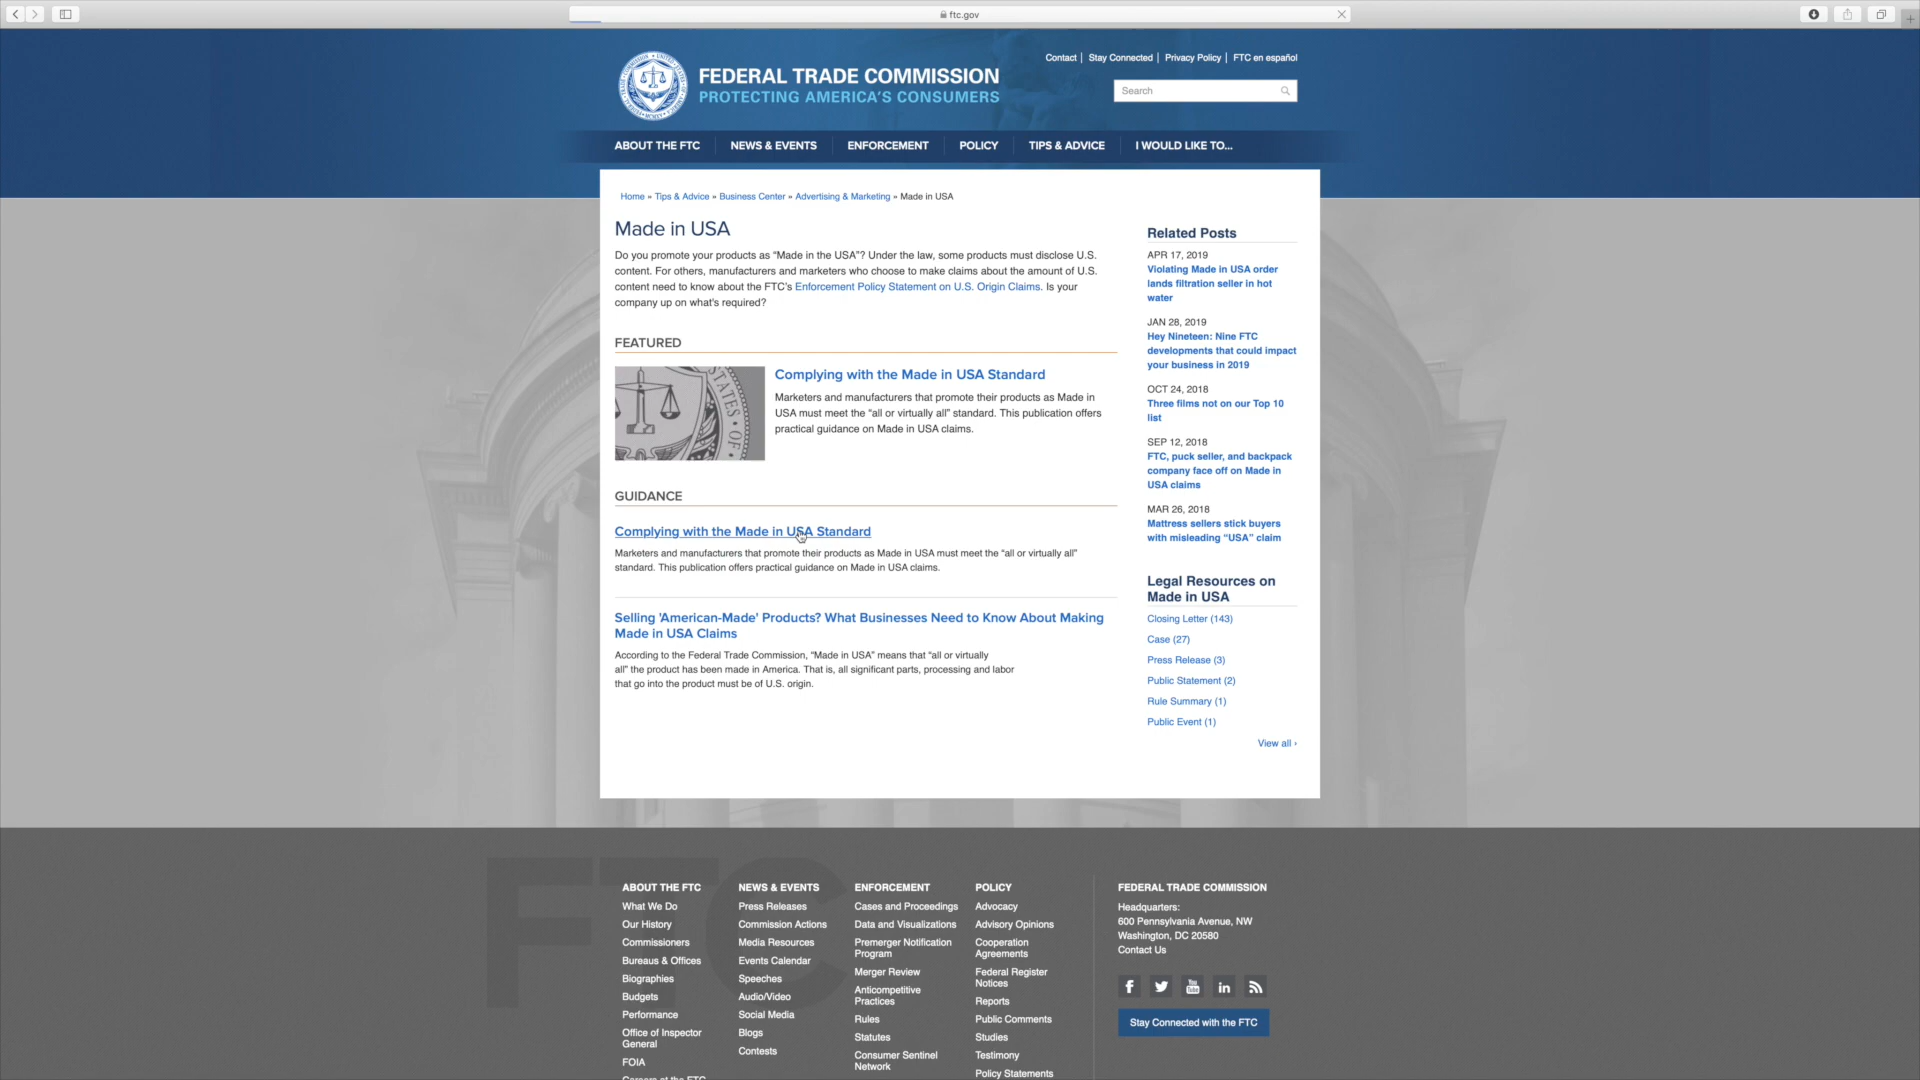 ftc.gov
FEDERAL TRADE COMMISSION
PROTECTING AMERICA'S CONSUMERS
Contact | Stay Connected | Privacy Policy | FTC en español
Search
ABOUT THE FTC
NEWS & EVENTS
ENFORCEMENT
POLICY
TIPS & ADVICE
I WOULD LIKE TO...
Home » Tips & Advice » Business Center » Advertising & Marketing » Made in USA
Made in USA
Do you promote your products as “Made in the USA”? Under the law, some products must disclose U.S.
content. For others, manufacturers and marketers who choose to make claims about the amount of U.S.
content need to know about the FTC’s Enforcement Policy Statement on U.S. Origin Claims. Is your
company up on what’s required?
FEATURED
STATES OF
Complying with the Made in USA Standard
Marketers and manufacturers that promote their products as Made in
USA must meet the “all or virtually all” standard. This publication offers
practical guidance on Made in USA claims.
GUIDANCE
Complying with the Made in USA Standard
Marketers and manufacturers that promote their products as Made in USA must meet the “all or virtually all”
standard. This publication offers practical guidance on Made in USA claims.
Selling 'American-Made' Products? What Businesses Need to Know About Making
Made in USA Claims
According to the Federal Trade Commission, “Made in USA” means that “all or virtually
all” the product has been made in America. That is, all significant parts, processing and labor
that go into the product must be of U.S. origin.
Related Posts
APR 17, 2019
Violating Made in USA order
lands filtration seller in hot
water
JAN 28, 2019
Hey Nineteen: Nine FTC
developments that could impact
your business in 2019
OCT 24, 2018
Three films not on our Top 10
list
SEP 12, 2018
FTC, puck seller, and backpack
company face off on Made in
USA claims
MAR 26, 2018
Mattress sellers stick buyers
with misleading “USA” claim
Legal Resources on
Made in USA
Closing Letter (143)
Case (27)
Press Release (3)
Public Statement (2)
Rule Summary (1)
Public Event (1)
View all ›
FTC
ABOUT THE FTC
What We Do
Our History
Commissioners
Bureaus & Offices
Biographies
Budgets
Performance
Office of Inspector
General
FOIA
Careers at the FTC
NEWS & EVENTS
Press Releases
Commission Actions
Media Resources
Events Calendar
Speeches
Audio/Video
Social Media
Blogs
Contests
ENFORCEMENT
Cases and Proceedings
Data and Visualizations
Premerger Notification
Program
Merger Review
Anticompetitive
Practices
Rules
Statutes
Consumer Sentinel
Network
POLICY
Advocacy
Advisory Opinions
Cooperation
Agreements
Federal Register
Notices
Reports
Public Comments
Studies
Testimony
Policy Statements
FEDERAL TRADE COMMISSION
Headquarters:
600 Pennsylvania Avenue, NW
Washington, DC 20580
Contact Us
You Tube
in
Stay Connected with the FTC